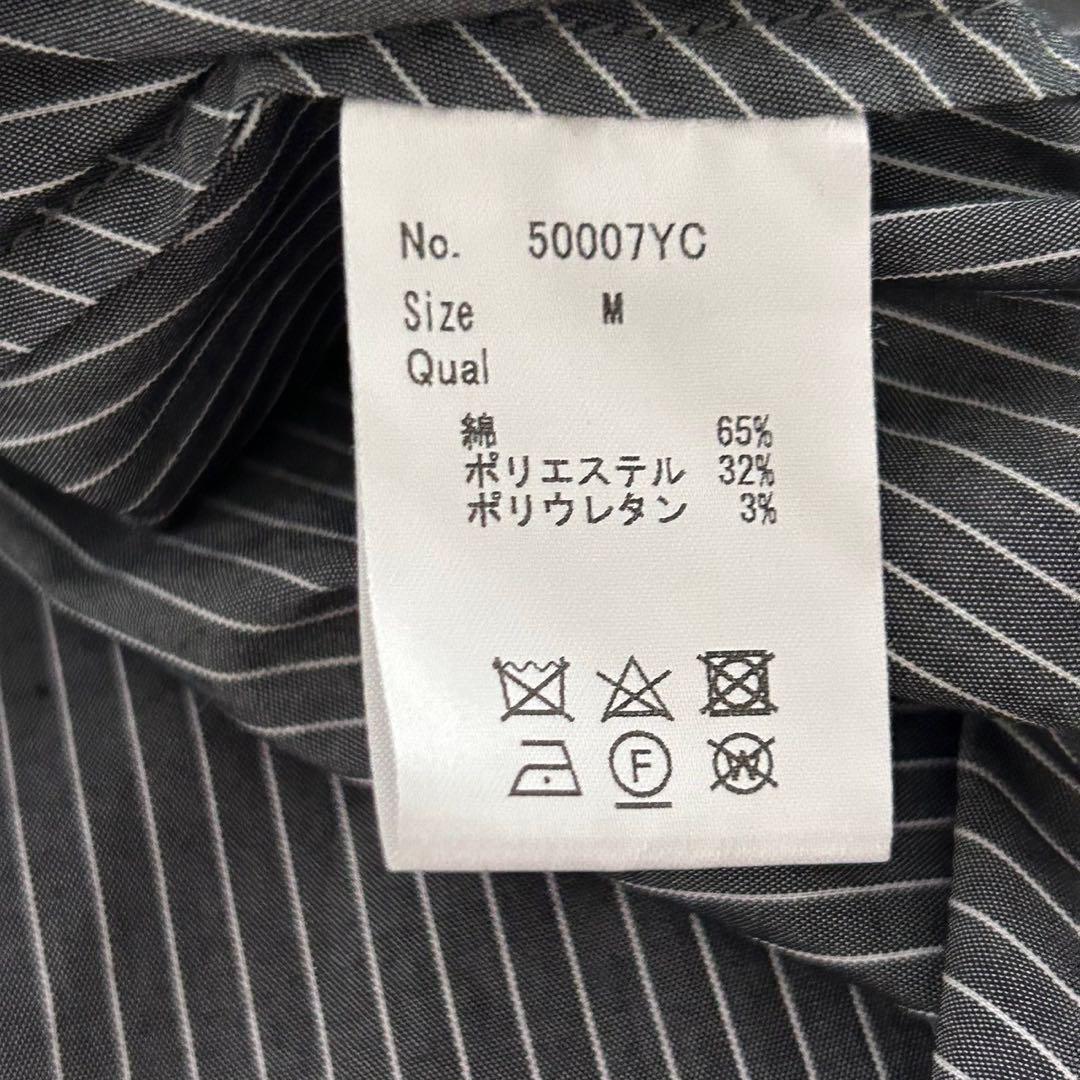 No. 50007YC
Size M
Qual
綿 65%
ポリエステル 32%
ポリウレタン 3%
F
W